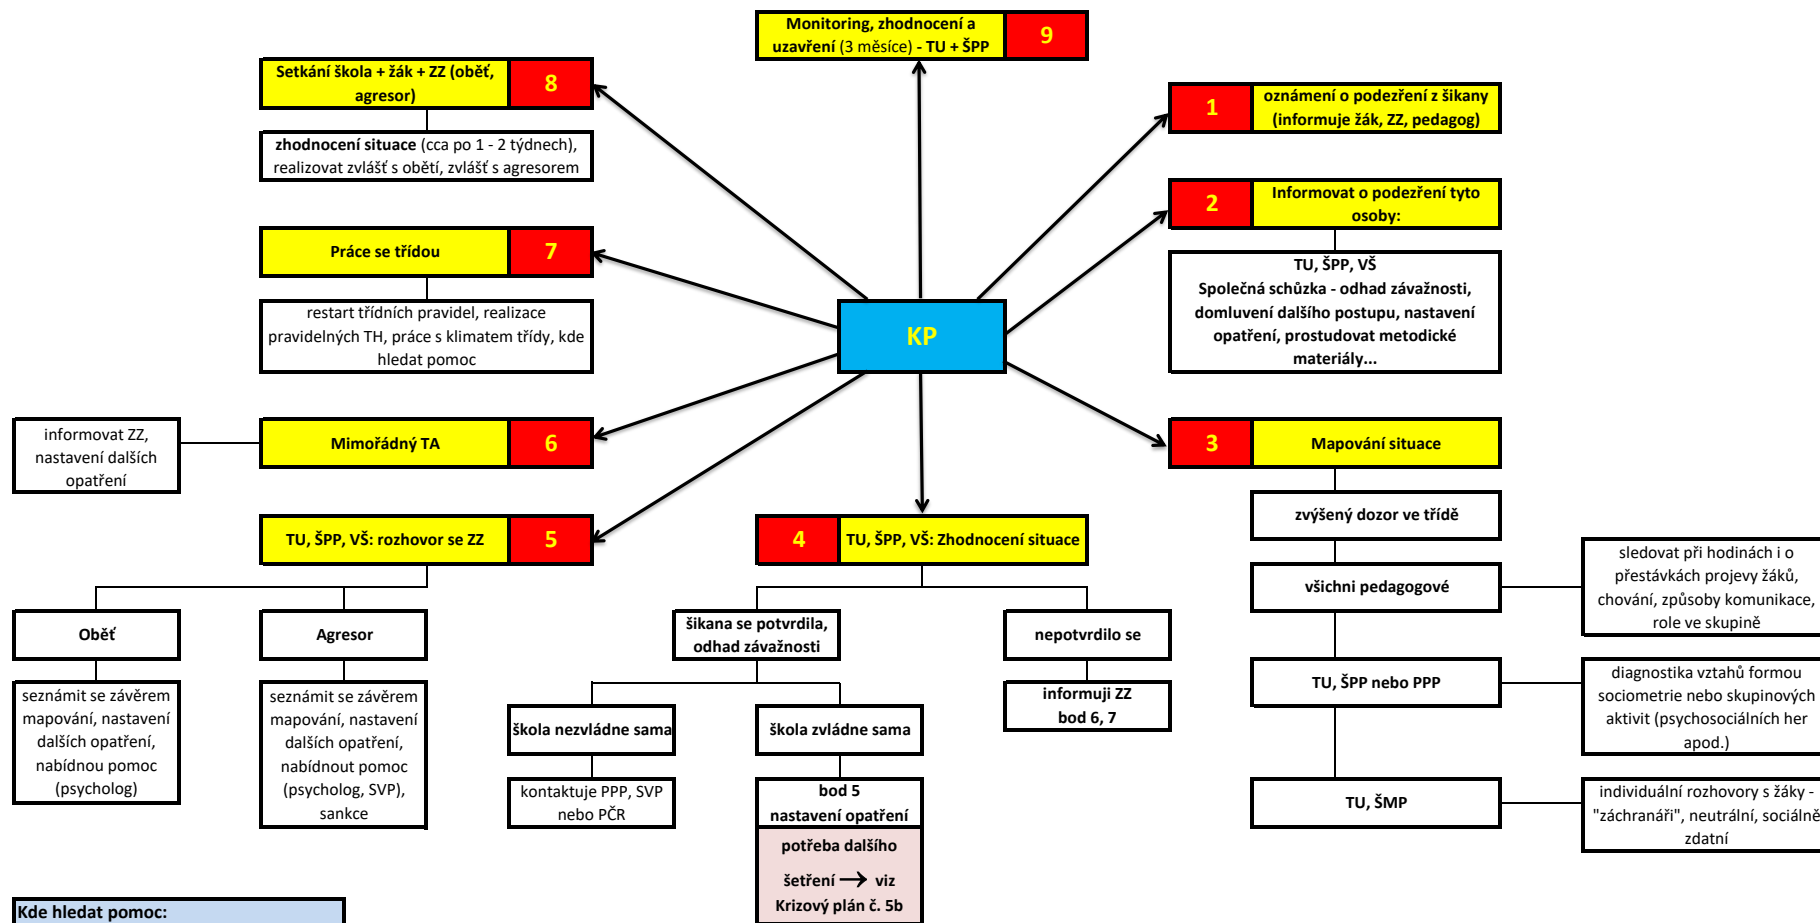 Monitoring, zhodnocení a
uzavření (3 měsíce) - TU + ŠPP
9
Setkání škola + žák + ZZ (oběť,
agresor)
8
zhodnocení situace (cca po 1 - 2 týdnech),
realizovat zvlášť s obětí, zvlášť s agresorem
1
oznámení o podezření z šikany
(informuje žák, ZZ, pedagog)
2
Informovat o podezření tyto
osoby:
TU, ŠPP, VŠ
Společná schůzka - odhad závažnosti,
domluvení dalšího postupu, nastavení
opatření, prostudovat metodické
materiály...
Práce se třídou
7
restart třídních pravidel, realizace
pravidelných TH, práce s klimatem třídy, kde
hledat pomoc
KP
informovat ZZ,
nastavení dalších
opatření
Mimořádný TA
6
3
Mapování situace
zvýšený dozor ve třídě
všichni pedagogové
sledovat při hodinách i o
přestávkách projevy žáků,
chování, způsoby komunikace,
role ve skupině
TU, ŠPP nebo PPP
diagnostika vztahů formou
sociometrie nebo skupinových
aktivit (psychosociálních her
apod.)
TU, ŠMP
individuální rozhovory s žáky -
"záchranáři", neutrální, sociálně
zdatní
TU, ŠPP, VŠ: rozhovor se ZZ
5
Oběť
seznámit se závěrem
mapování, nastavení
dalších opatření,
nabídnou pomoc
(psycholog)
Agresor
seznámit se závěrem
mapování, nastavení
dalších opatření,
nabídnout pomoc
(psycholog, SVP),
sankce
4
TU, ŠPP, VŠ: Zhodnocení situace
šikana se potvrdila,
odhad závažnosti
nepotvrdilo se
informuji ZZ
bod 6, 7
škola nezvládne sama
kontaktuje PPP, SVP
nebo PČR
škola zvládne sama
bod 5
nastavení opatření
potřeba dalšího
šetření → viz
Krizový plán č. 5b
Kde hledat pomoc: